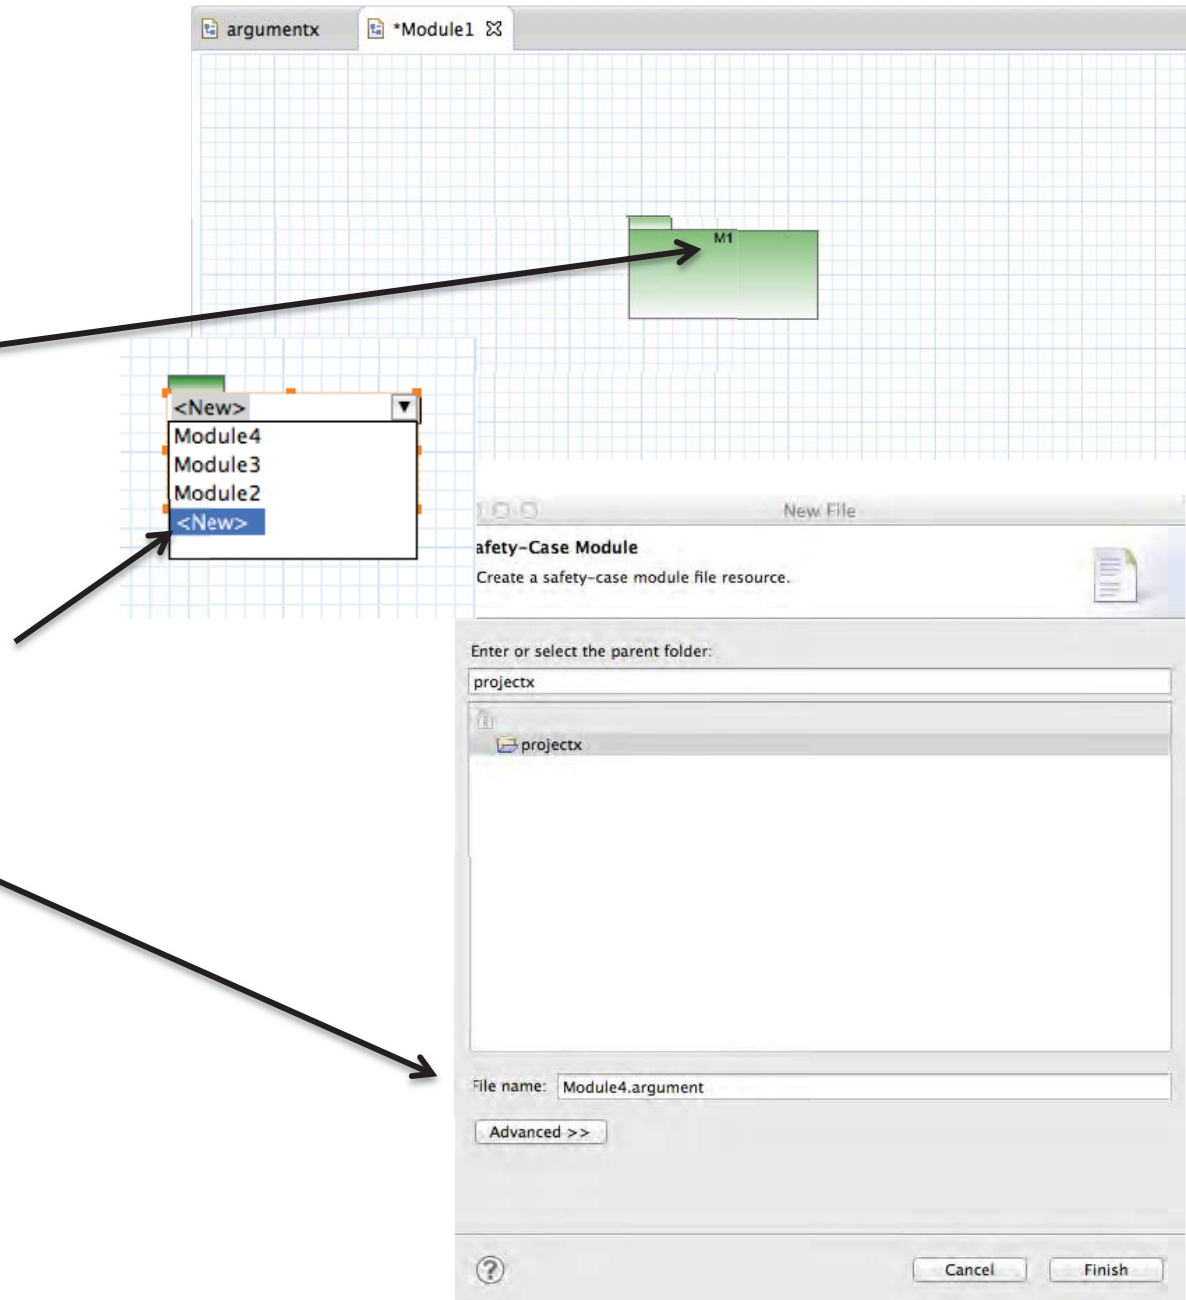 argumentx
*Module1
M1
<New>
Module4
Module3
Module2
<New>
New File
afety-Case Module
Create a safety-case module file resource.
Enter or select the parent folder:
projectx
projectx
File name: Module4.argument
Advanced >>
?
Cancel Finish